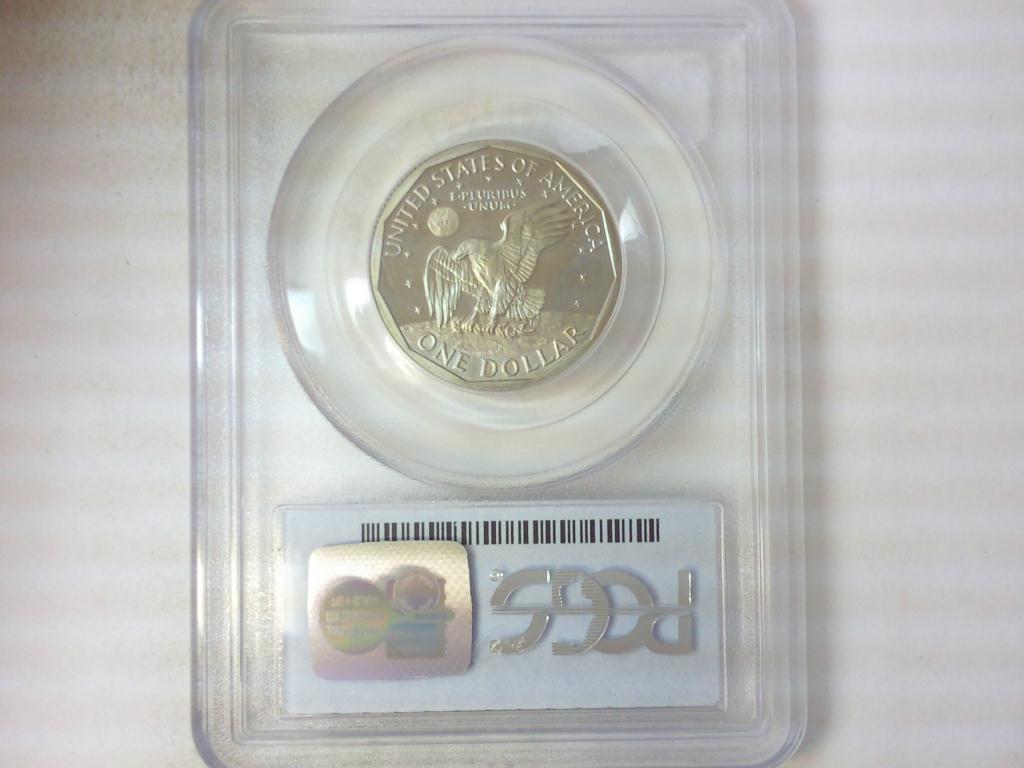 UNITED STATES OF AMERICA
E·PLURIBUS
·UNUM·
ONE DOLLAR
PCGS